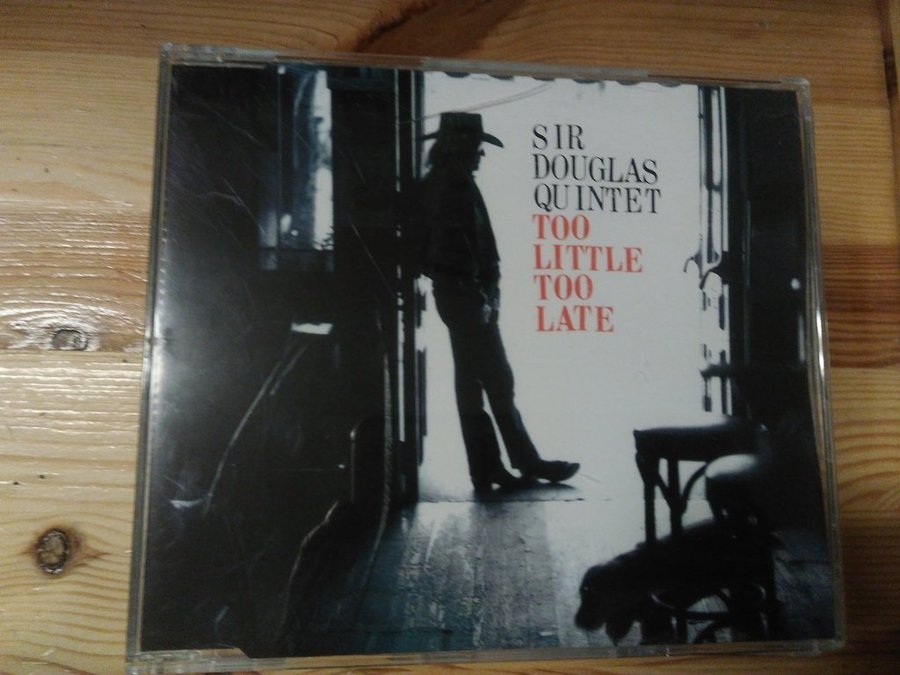 SIR
DOUGLAS
QUINTET
TOO
LITTLE
TOO
LATE